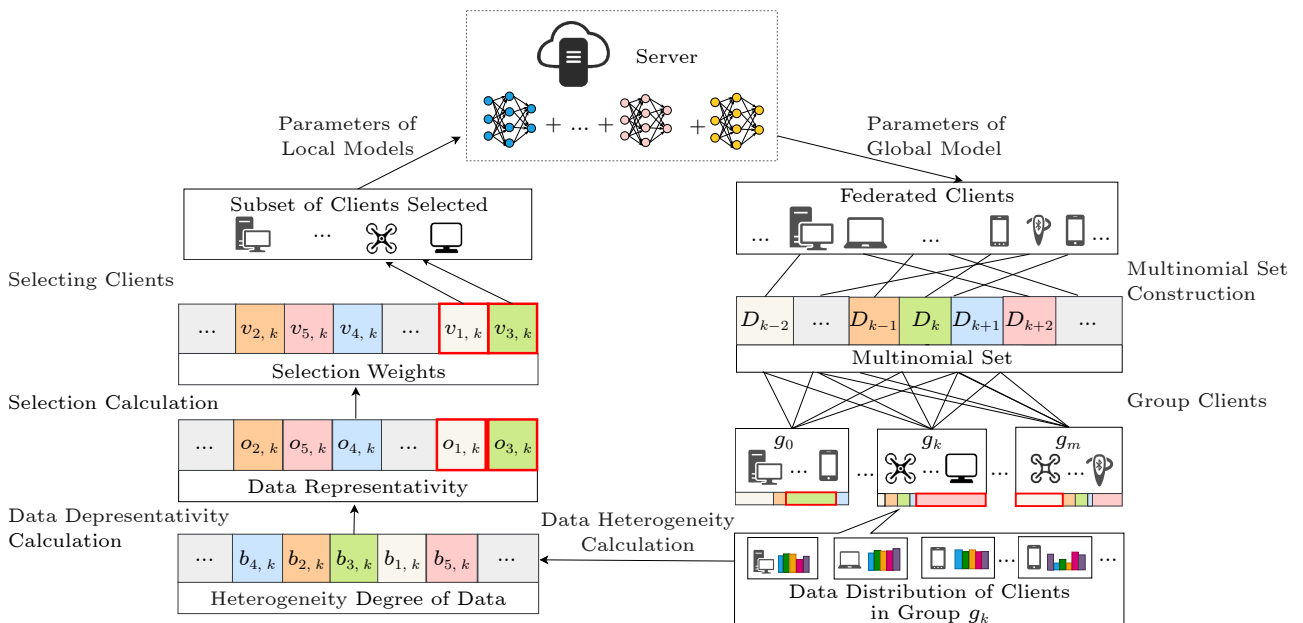 Server
+ ... +
+
Parameters of
Local Models
Parameters of
Global Model
Subset of Clients Selected
...
Federated Clients
...
...
...
Selecting Clients
Multinomial Set
Construction
... v2, k v5, k v4, k ... v1, k v3, k
Selection Weights
Dk−2 ... Dk−1 Dk Dk+1 Dk+2 ...
Multinomial Set
Selection Calculation
Group Clients
... o2, k o5, k o4, k ... o1, k o3, k
Data Representativity
g0
...
...
gk
...
...
gm
...
Data Depresentativity
Calculation
Data Heterogeneity
Calculation
... b4, k b2, k b3, k b1, k b5, k ...
Heterogeneity Degree of Data
...
...
Data Distribution of Clients
in Group gk